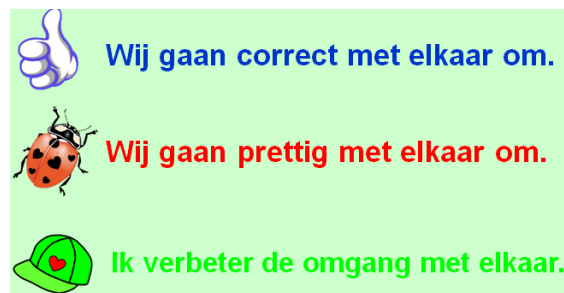 Wij gaan correct met elkaar om.
Wij gaan prettig met elkaar om.
Ik verbeter de omgang met elkaar.